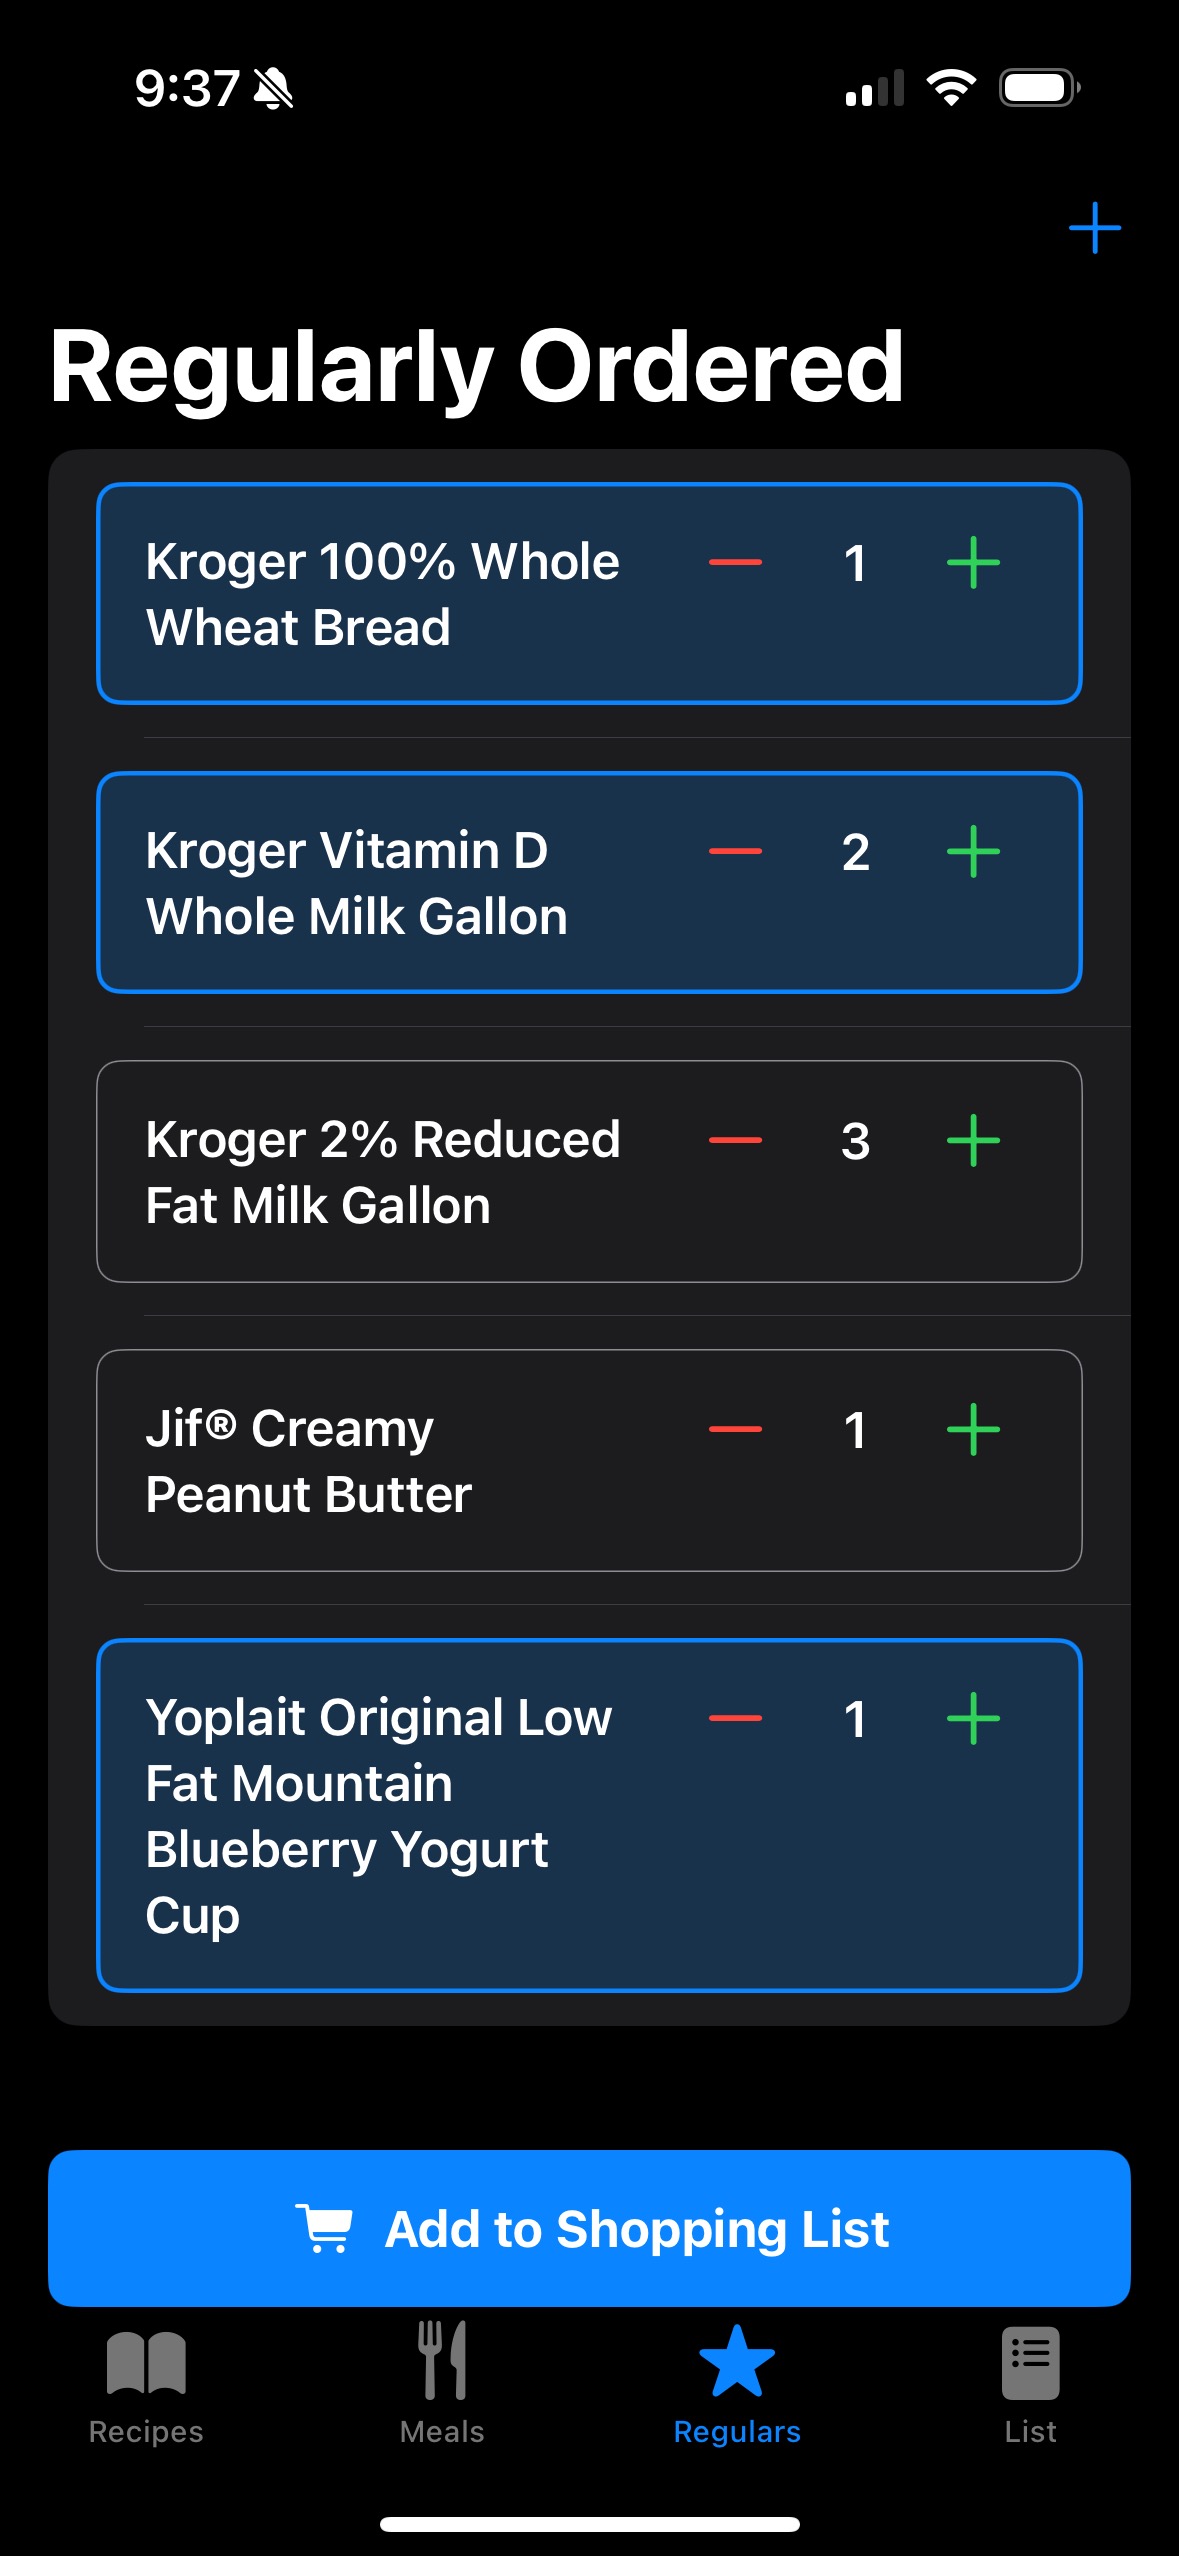 9:37
Regularly Ordered
Kroger 100% Whole
Wheat Bread
1
Kroger Vitamin D
Whole Milk Gallon
2
Kroger 2% Reduced
Fat Milk Gallon
3
Jif® Creamy
Peanut Butter
1
Yoplait Original Low
Fat Mountain
Blueberry Yogurt
Cup
1
Add to Shopping List
Recipes
Meals
Regulars
List